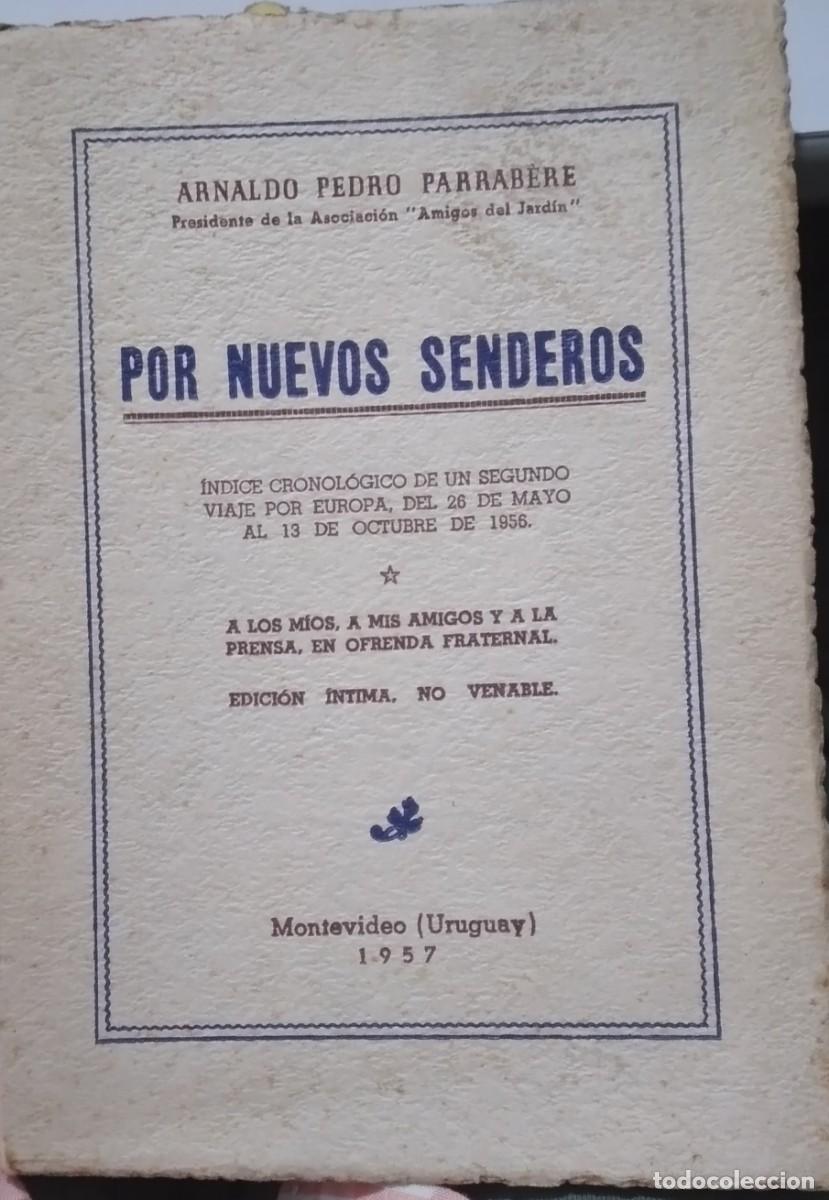 ARNALDO PEDRO PARRABÈRE
Presidente de la Asociación "Amigos del Jardín"
POR NUEVOS SENDEROS
ÍNDICE CRONOLÓGICO DE UN SEGUNDO
VIAJE POR EUROPA, DEL 26 DE MAYO
AL 13 DE OCTUBRE DE 1956.
A LOS MÍOS, A MIS AMIGOS Y A LA
PRENSA, EN OFRENDA FRATERNAL.
EDICIÓN ÍNTIMA, NO VENABLE.
Montevideo (Uruguay)
1957
todocoleccion